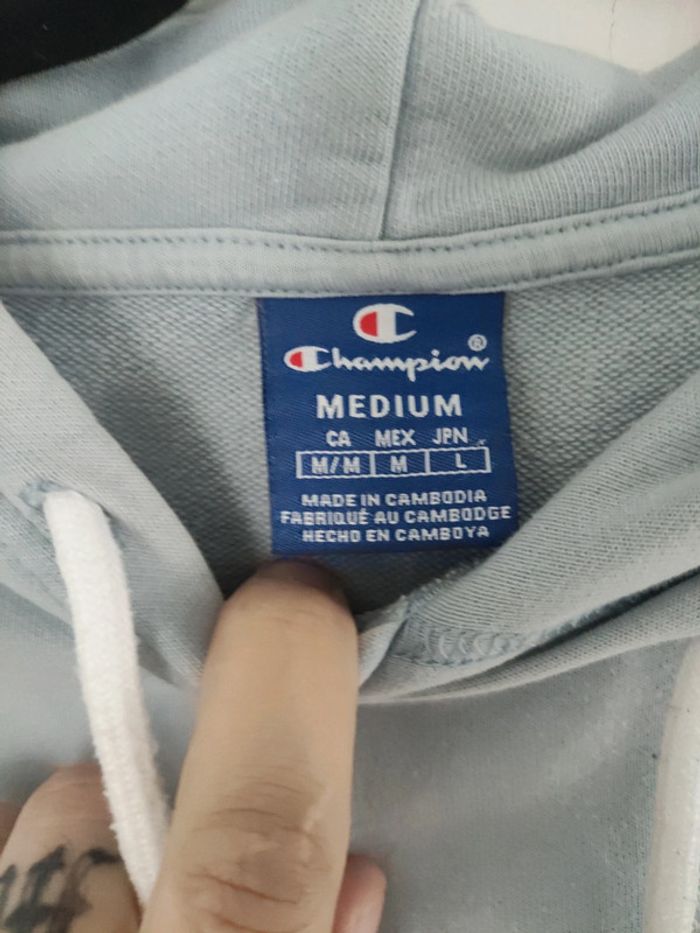 Champion®
MEDIUM
CA MEX JPN
M/M M L
MADE IN CAMBODIA
FABRIQUÉ AU CAMBODGE
HECHO EN CAMBOYA